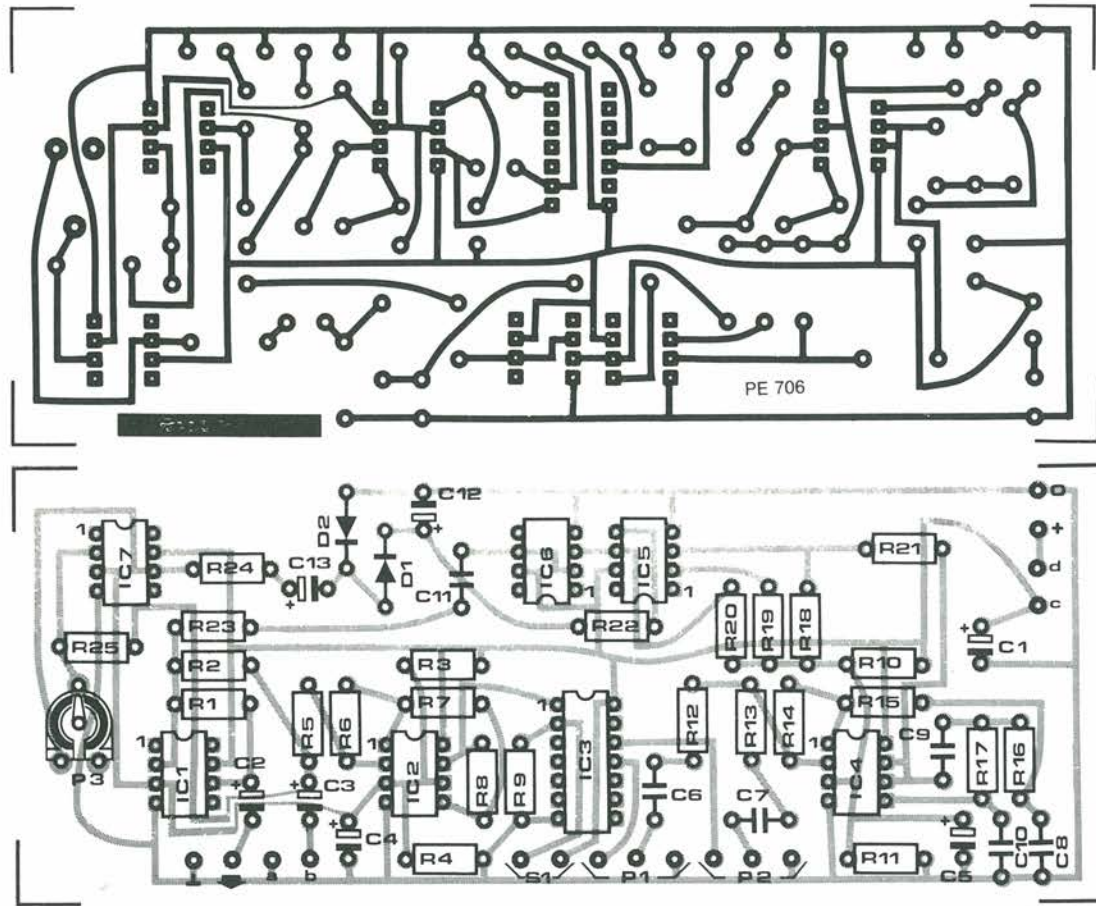 PE 706
C12
O
D2
+
1
IC7
D1
IC6
IC5
R21
R24
C13
d
+
C11
1
1
c
R23
R22
R20
R19
R18
+
C1
R25
R2
R3
R10
R1
R5
R6
R7
R12
R13
R14
R15
1
1
1
1
C9
P3
IC1
C2
+
C3
+
IC2
R8
R9
IC3
C6
IC4
R17
R16
C7
+
C4
+
R4
R11
C5
C10
C8
⊥
a
b
S1
P1
P2